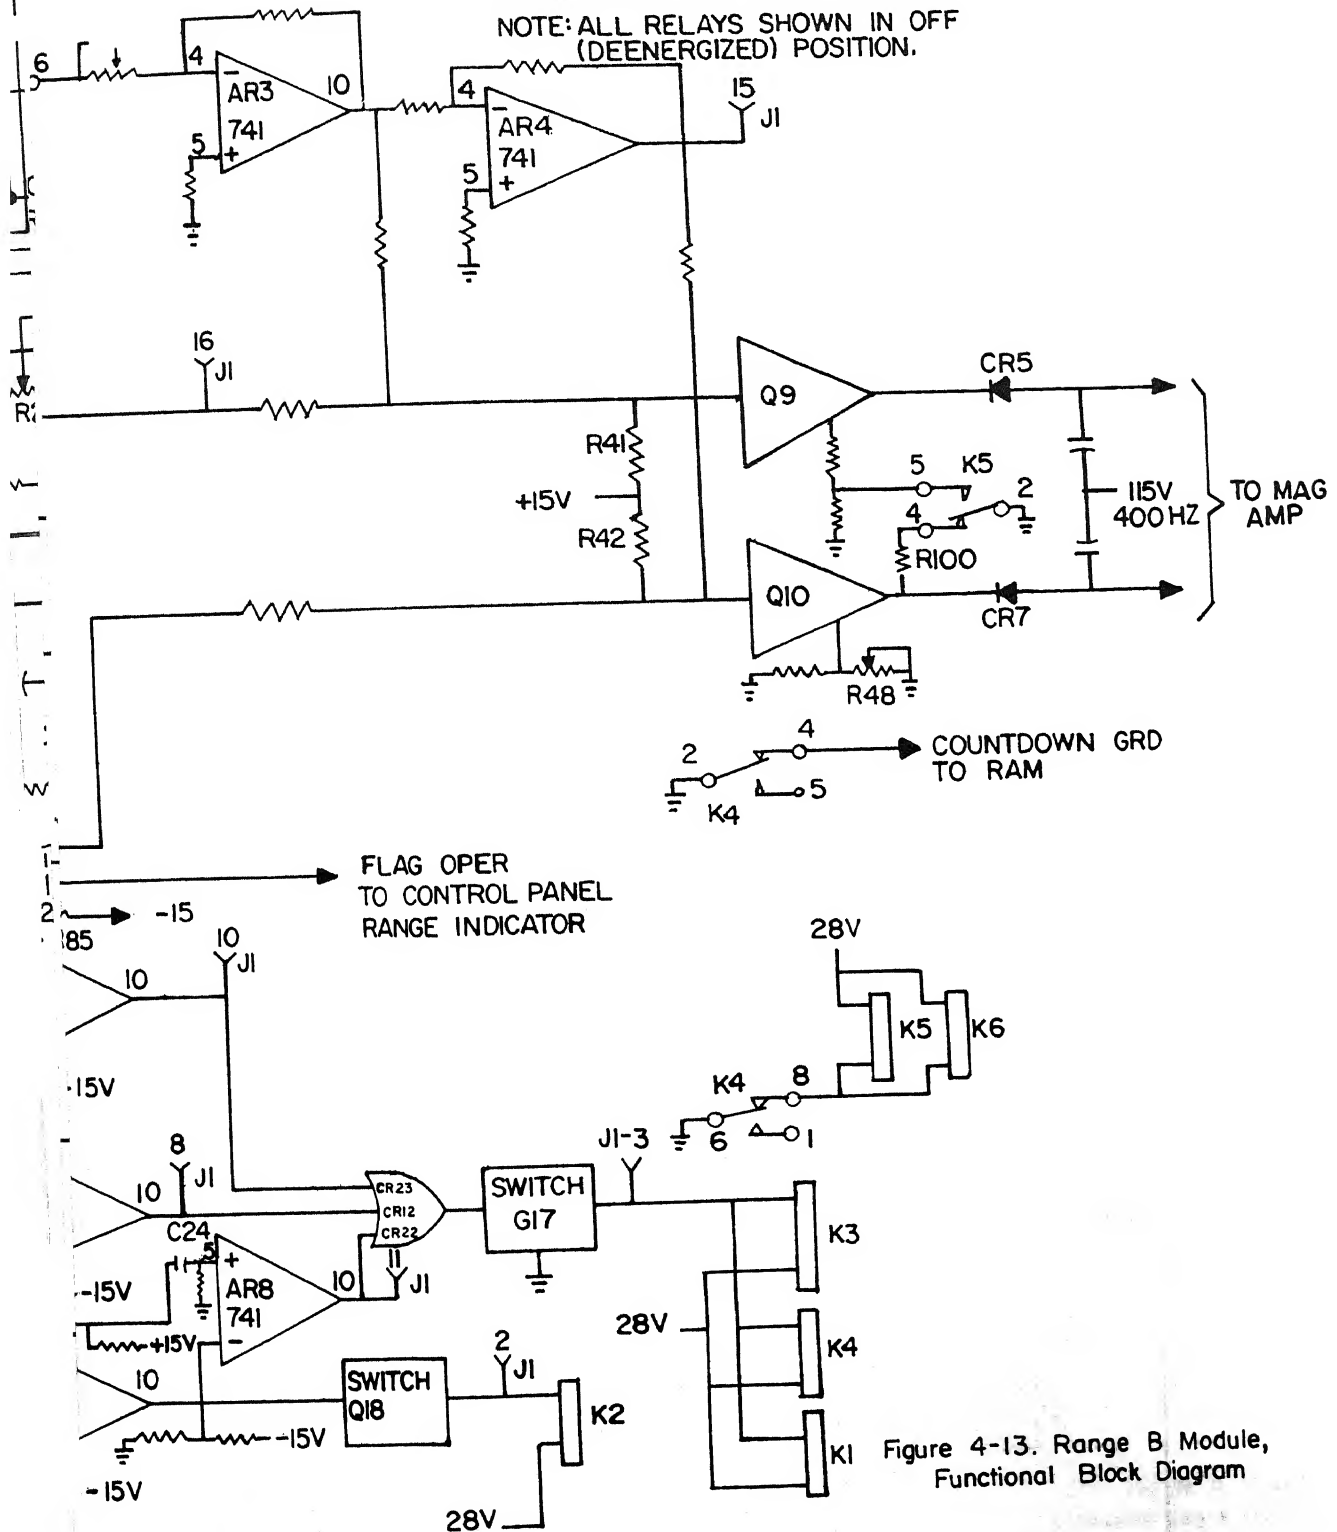 NOTE: ALL RELAYS SHOWN IN OFF
(DEENERGIZED) POSITION.
6
4
10
AR3
741
5
4
AR4
741
5
15
J1
16
J1
R41
+15V
R42
Q9
CR5
5
K5
2
4
R100
115V
400 HZ
TO MAG
AMP
Q10
CR7
R48
2
4
5
K4
COUNTDOWN GRD
TO RAM
FLAG OPER
TO CONTROL PANEL
RANGE INDICATOR
2
-15
85
10
J1
10
-15V
28V
K5
K6
K4
8
6
1
J1-3
8
J1
10
C24
CR23
CR12
CR22
SWITCH
G17
K3
11
J1
5
+
AR8
741
10
-15V
+15V
28V
K4
10
SWITCH
Q18
2
J1
K2
-15V
K1
-15V
28V
Figure 4-13. Range B Module,
Functional Block Diagram